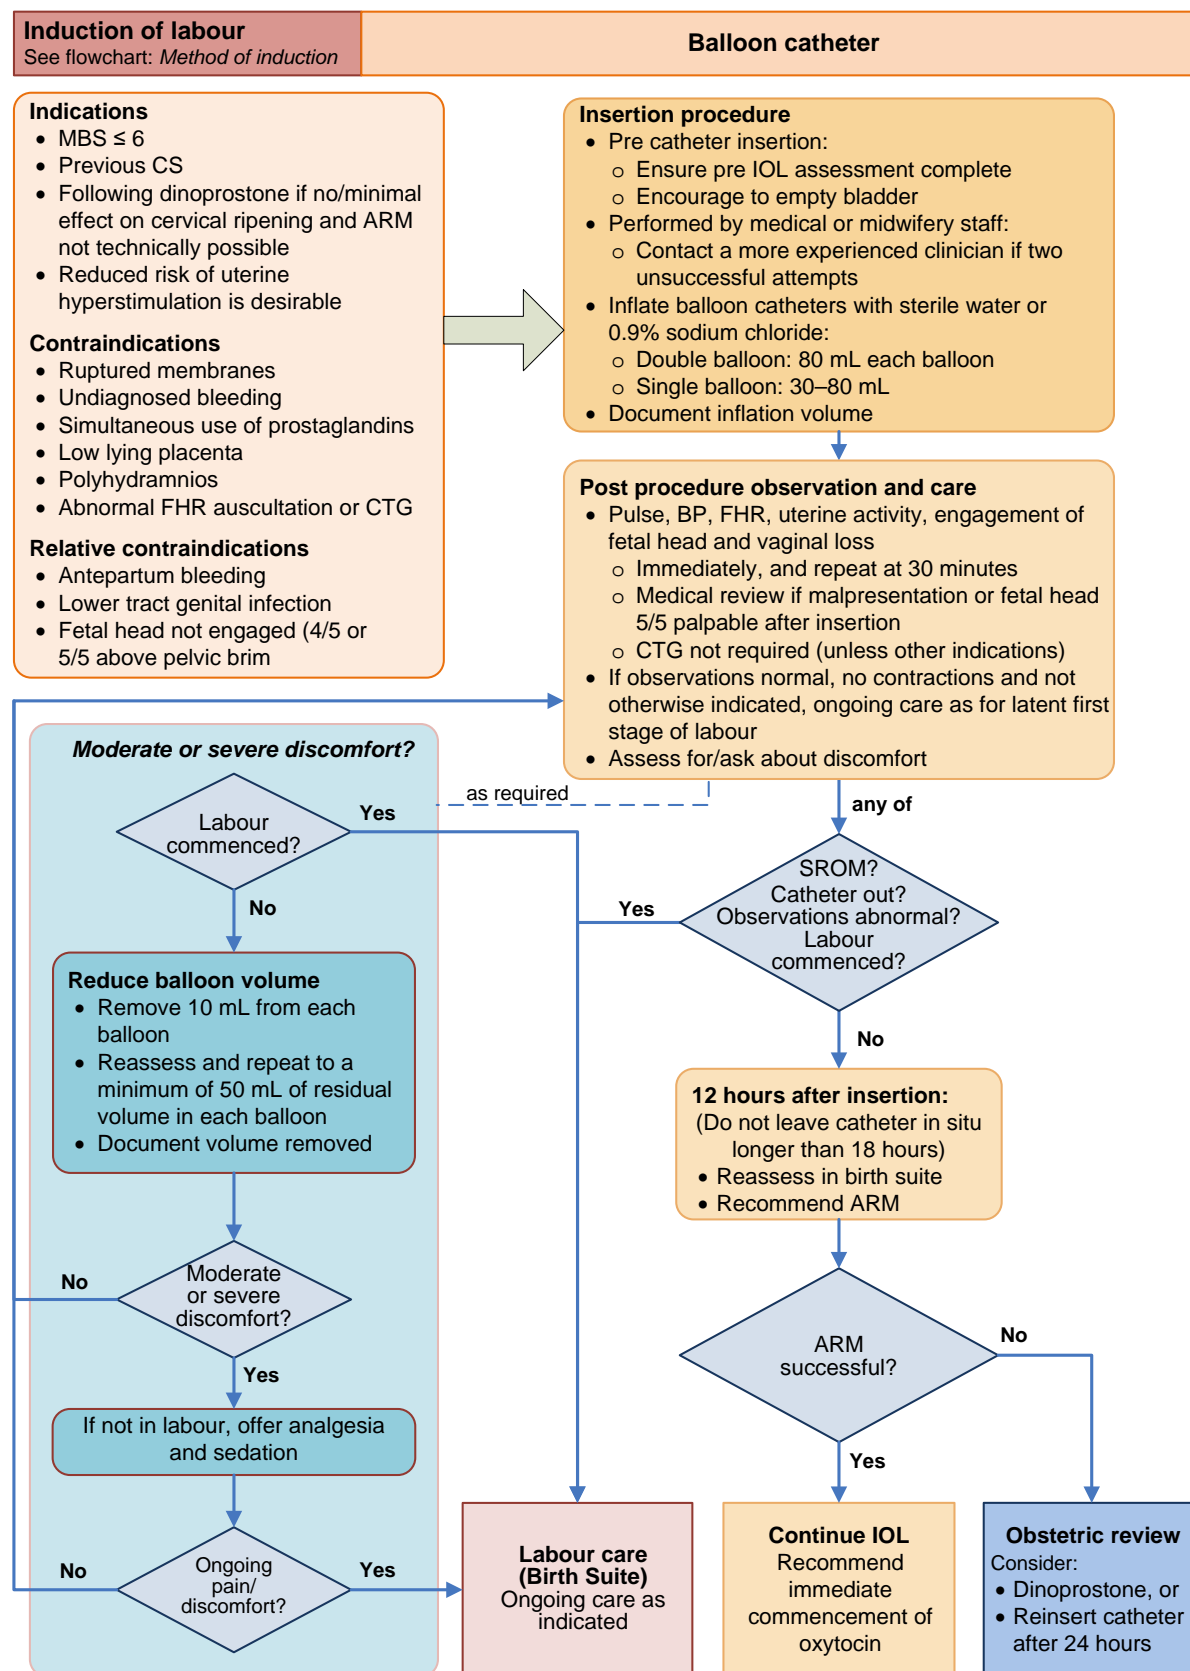 Induction of labour
See flowchart: Method of induction
Balloon catheter
Indications
• MBS ≤ 6
• Previous CS
• Following dinoprostone if no/minimal
effect on cervical ripening and ARM
not technically possible
• Reduced risk of uterine
hyperstimulation is desirable
Contraindications
• Ruptured membranes
• Undiagnosed bleeding
• Simultaneous use of prostaglandins
• Low lying placenta
• Polyhydramnios
• Abnormal FHR auscultation or CTG
Relative contraindications
• Antepartum bleeding
• Lower tract genital infection
• Fetal head not engaged (4/5 or
5/5 above pelvic brim
Insertion procedure
• Pre catheter insertion:
o Ensure pre IOL assessment complete
o Encourage to empty bladder
• Performed by medical or midwifery staff:
o Contact a more experienced clinician if two
unsuccessful attempts
• Inflate balloon catheters with sterile water or
0.9% sodium chloride:
o Double balloon: 80 mL each balloon
o Single balloon: 30–80 mL
• Document inflation volume
Post procedure observation and care
• Pulse, BP, FHR, uterine activity, engagement of
fetal head and vaginal loss
o Immediately, and repeat at 30 minutes
o Medical review if malpresentation or fetal head
5/5 palpable after insertion
o CTG not required (unless other indications)
• If observations normal, no contractions and not
otherwise indicated, ongoing care as for latent first
stage of labour
• Assess for/ask about discomfort
as required
any of
Moderate or severe discomfort?
Labour
commenced?
Yes
No
Reduce balloon volume
• Remove 10 mL from each
balloon
• Reassess and repeat to a
minimum of 50 mL of residual
volume in each balloon
• Document volume removed
Moderate
or severe
discomfort?
No
Yes
If not in labour, offer analgesia
and sedation
Ongoing
pain/
discomfort?
No
Yes
SROM?
Catheter out?
Observations abnormal?
Labour
commenced?
Yes
No
12 hours after insertion:
(Do not leave catheter in situ
longer than 18 hours)
• Reassess in birth suite
• Recommend ARM
ARM
successful?
No
Yes
Labour care
(Birth Suite)
Ongoing care as
indicated
Continue IOL
Recommend
immediate
commencement of
oxytocin
Obstetric review
Consider:
• Dinoprostone, or
• Reinsert catheter
after 24 hours